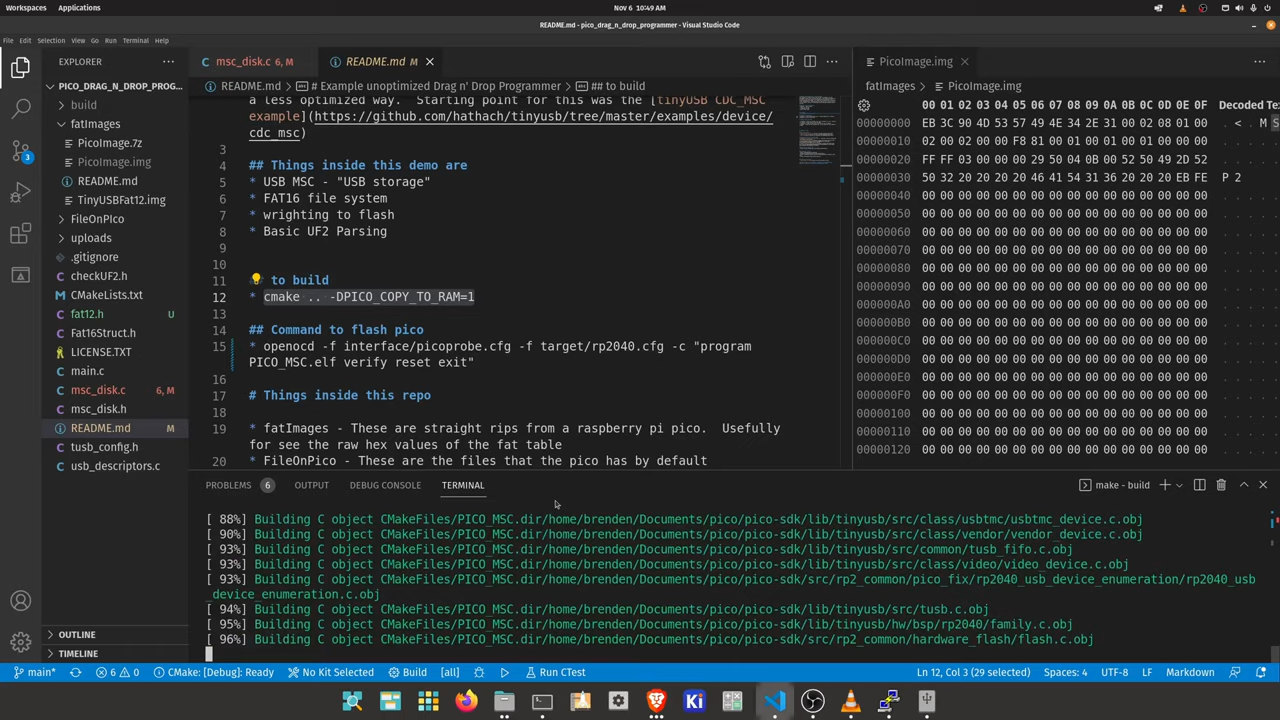 Workspaces Applications
Nov 6 10:49 AM
README.md - pico_drag_n_drop_programmer - Visual Studio Code
File Edit Selection View Go Run Terminal Help
EXPLORER
PICO_DRAG_N_DROP_PROG...
build
fatImages
PicoImage.7z
PicoImage.img
README.md
TinyUSBFat12.img
FileOnPIco
uploads
.gitignore
checkUF2.h
CMakeLists.txt
fat12.h U
Fat16Struct.h
LICENSE.TXT
main.c
msc_disk.c 6, M
msc_disk.h
README.md M
tusb_config.h
usb_descriptors.c
OUTLINE
TIMELINE
3
msc_disk.c 6, M
README.md M
README.md > # Example unoptimized Drag n' Drop Programmer > ## to build
a less optimized way. Starting point for this was the [tinyUSB CDC_MSC
example](https://github.com/hathach/tinyusb/tree/master/examples/device/
cdc_msc)
3
4 ## Things inside this demo are
5 * USB MSC - "USB storage"
6 * FAT16 file system
7 * wrighting to flash
8 * Basic UF2 Parsing
9
10
11 to build
12 * cmake .. -DPICO_COPY_TO_RAM=1
13
14 ## Command to flash pico
15 * openocd -f interface/picoprobe.cfg -f target/rp2040.cfg -c "program
PICO_MSC.elf verify reset exit"
16
17 # Things inside this repo
18
19 * fatImages - These are straight rips from a raspberry pi pico. Usefully
for see the raw hex values of the fat table
20 * FileOnPico - These are the files that the pico has by default
PicoImage.img
fatImages > PicoImage.img
00 01 02 03 04 05 06 07 08 09 0A 0B 0C 0D 0E 0F Decoded Te
00000000 EB 3C 90 4D 53 57 49 4E 34 2E 31 00 02 08 01 00 . < . M S
00000010 02 00 02 00 00 F8 81 00 01 00 01 00 01 00 00 00
00000020 FF FF 03 00 00 00 29 50 04 0B 00 52 50 49 2D 52
00000030 50 32 20 20 20 20 46 41 54 31 36 20 20 20 EB FE P 2
00000040 00 00 00 00 00 00 00 00 00 00 00 00 00 00 00 00
00000050 00 00 00 00 00 00 00 00 00 00 00 00 00 00 00 00
00000060 00 00 00 00 00 00 00 00 00 00 00 00 00 00 00 00
00000070 00 00 00 00 00 00 00 00 00 00 00 00 00 00 00 00
00000080 00 00 00 00 00 00 00 00 00 00 00 00 00 00 00 00
00000090 00 00 00 00 00 00 00 00 00 00 00 00 00 00 00 00
000000A0 00 00 00 00 00 00 00 00 00 00 00 00 00 00 00 00
000000B0 00 00 00 00 00 00 00 00 00 00 00 00 00 00 00 00
000000C0 00 00 00 00 00 00 00 00 00 00 00 00 00 00 00 00
000000D0 00 00 00 00 00 00 00 00 00 00 00 00 00 00 00 00
000000E0 00 00 00 00 00 00 00 00 00 00 00 00 00 00 00 00
000000F0 00 00 00 00 00 00 00 00 00 00 00 00 00 00 00 00
00000100 00 00 00 00 00 00 00 00 00 00 00 00 00 00 00 00
00000110 00 00 00 00 00 00 00 00 00 00 00 00 00 00 00 00
00000120 00 00 00 00 00 00 00 00 00 00 00 00 00 00 00 00
PROBLEMS 6 OUTPUT DEBUG CONSOLE TERMINAL
make - build
[ 88%] Building C object CMakeFiles/PICO_MSC.dir/home/brenden/Documents/pico/pico-sdk/lib/tinyusb/src/class/usbtmc/usbtmc_device.c.obj
[ 90%] Building C object CMakeFiles/PICO_MSC.dir/home/brenden/Documents/pico/pico-sdk/lib/tinyusb/src/class/vendor/vendor_device.c.obj
[ 93%] Building C object CMakeFiles/PICO_MSC.dir/home/brenden/Documents/pico/pico-sdk/lib/tinyusb/src/common/tusb_fifo.c.obj
[ 93%] Building C object CMakeFiles/PICO_MSC.dir/home/brenden/Documents/pico/pico-sdk/lib/tinyusb/src/class/video/video_device.c.obj
[ 93%] Building C object CMakeFiles/PICO_MSC.dir/home/brenden/Documents/pico/pico-sdk/src/rp2_common/pico_fix/rp2040_usb_device_enumeration/rp2040_usb
_device_enumeration.c.obj
[ 94%] Building C object CMakeFiles/PICO_MSC.dir/home/brenden/Documents/pico/pico-sdk/lib/tinyusb/src/tusb.c.obj
[ 95%] Building C object CMakeFiles/PICO_MSC.dir/home/brenden/Documents/pico/pico-sdk/lib/tinyusb/hw/bsp/rp2040/family.c.obj
[ 96%] Building C object CMakeFiles/PICO_MSC.dir/home/brenden/Documents/pico/pico-sdk/src/rp2_common/hardware_flash/flash.c.obj
main* 6 0 CMake: [Debug]: Ready No Kit Selected Build [all] Run CTest Ln 12, Col 3 (29 selected) Spaces: 4 UTF-8 LF Markdown
Ki